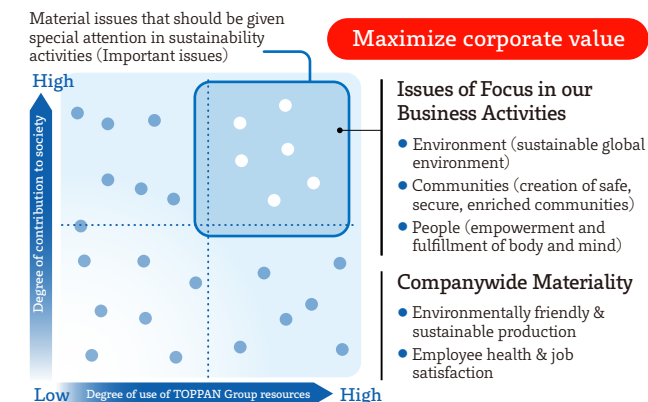 Material issues that should be given
special attention in sustainability
activities (Important issues)
Maximize corporate value
High
Degree of contribution to society
Issues of Focus in our
Business Activities
● Environment (sustainable global
environment)
● Communities (creation of safe,
secure, enriched communities)
● People (empowerment and
fulfillment of body and mind)
Companywide Materiality
● Environmentally friendly &
sustainable production
● Employee health & job
satisfaction
Low
Degree of use of TOPPAN Group resources
High